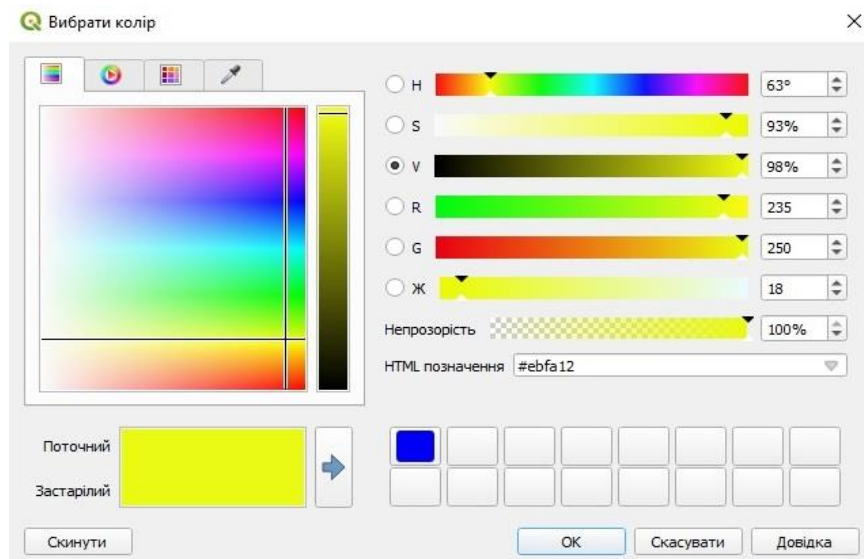 Вибрати колір
H 63°
S 93%
V 98%
R 235
G 250
Ж 18
Непрозорість 100%
HTML позначення #ebfa12
Поточний
Застарілий
Скинути OK Скасувати Довідка